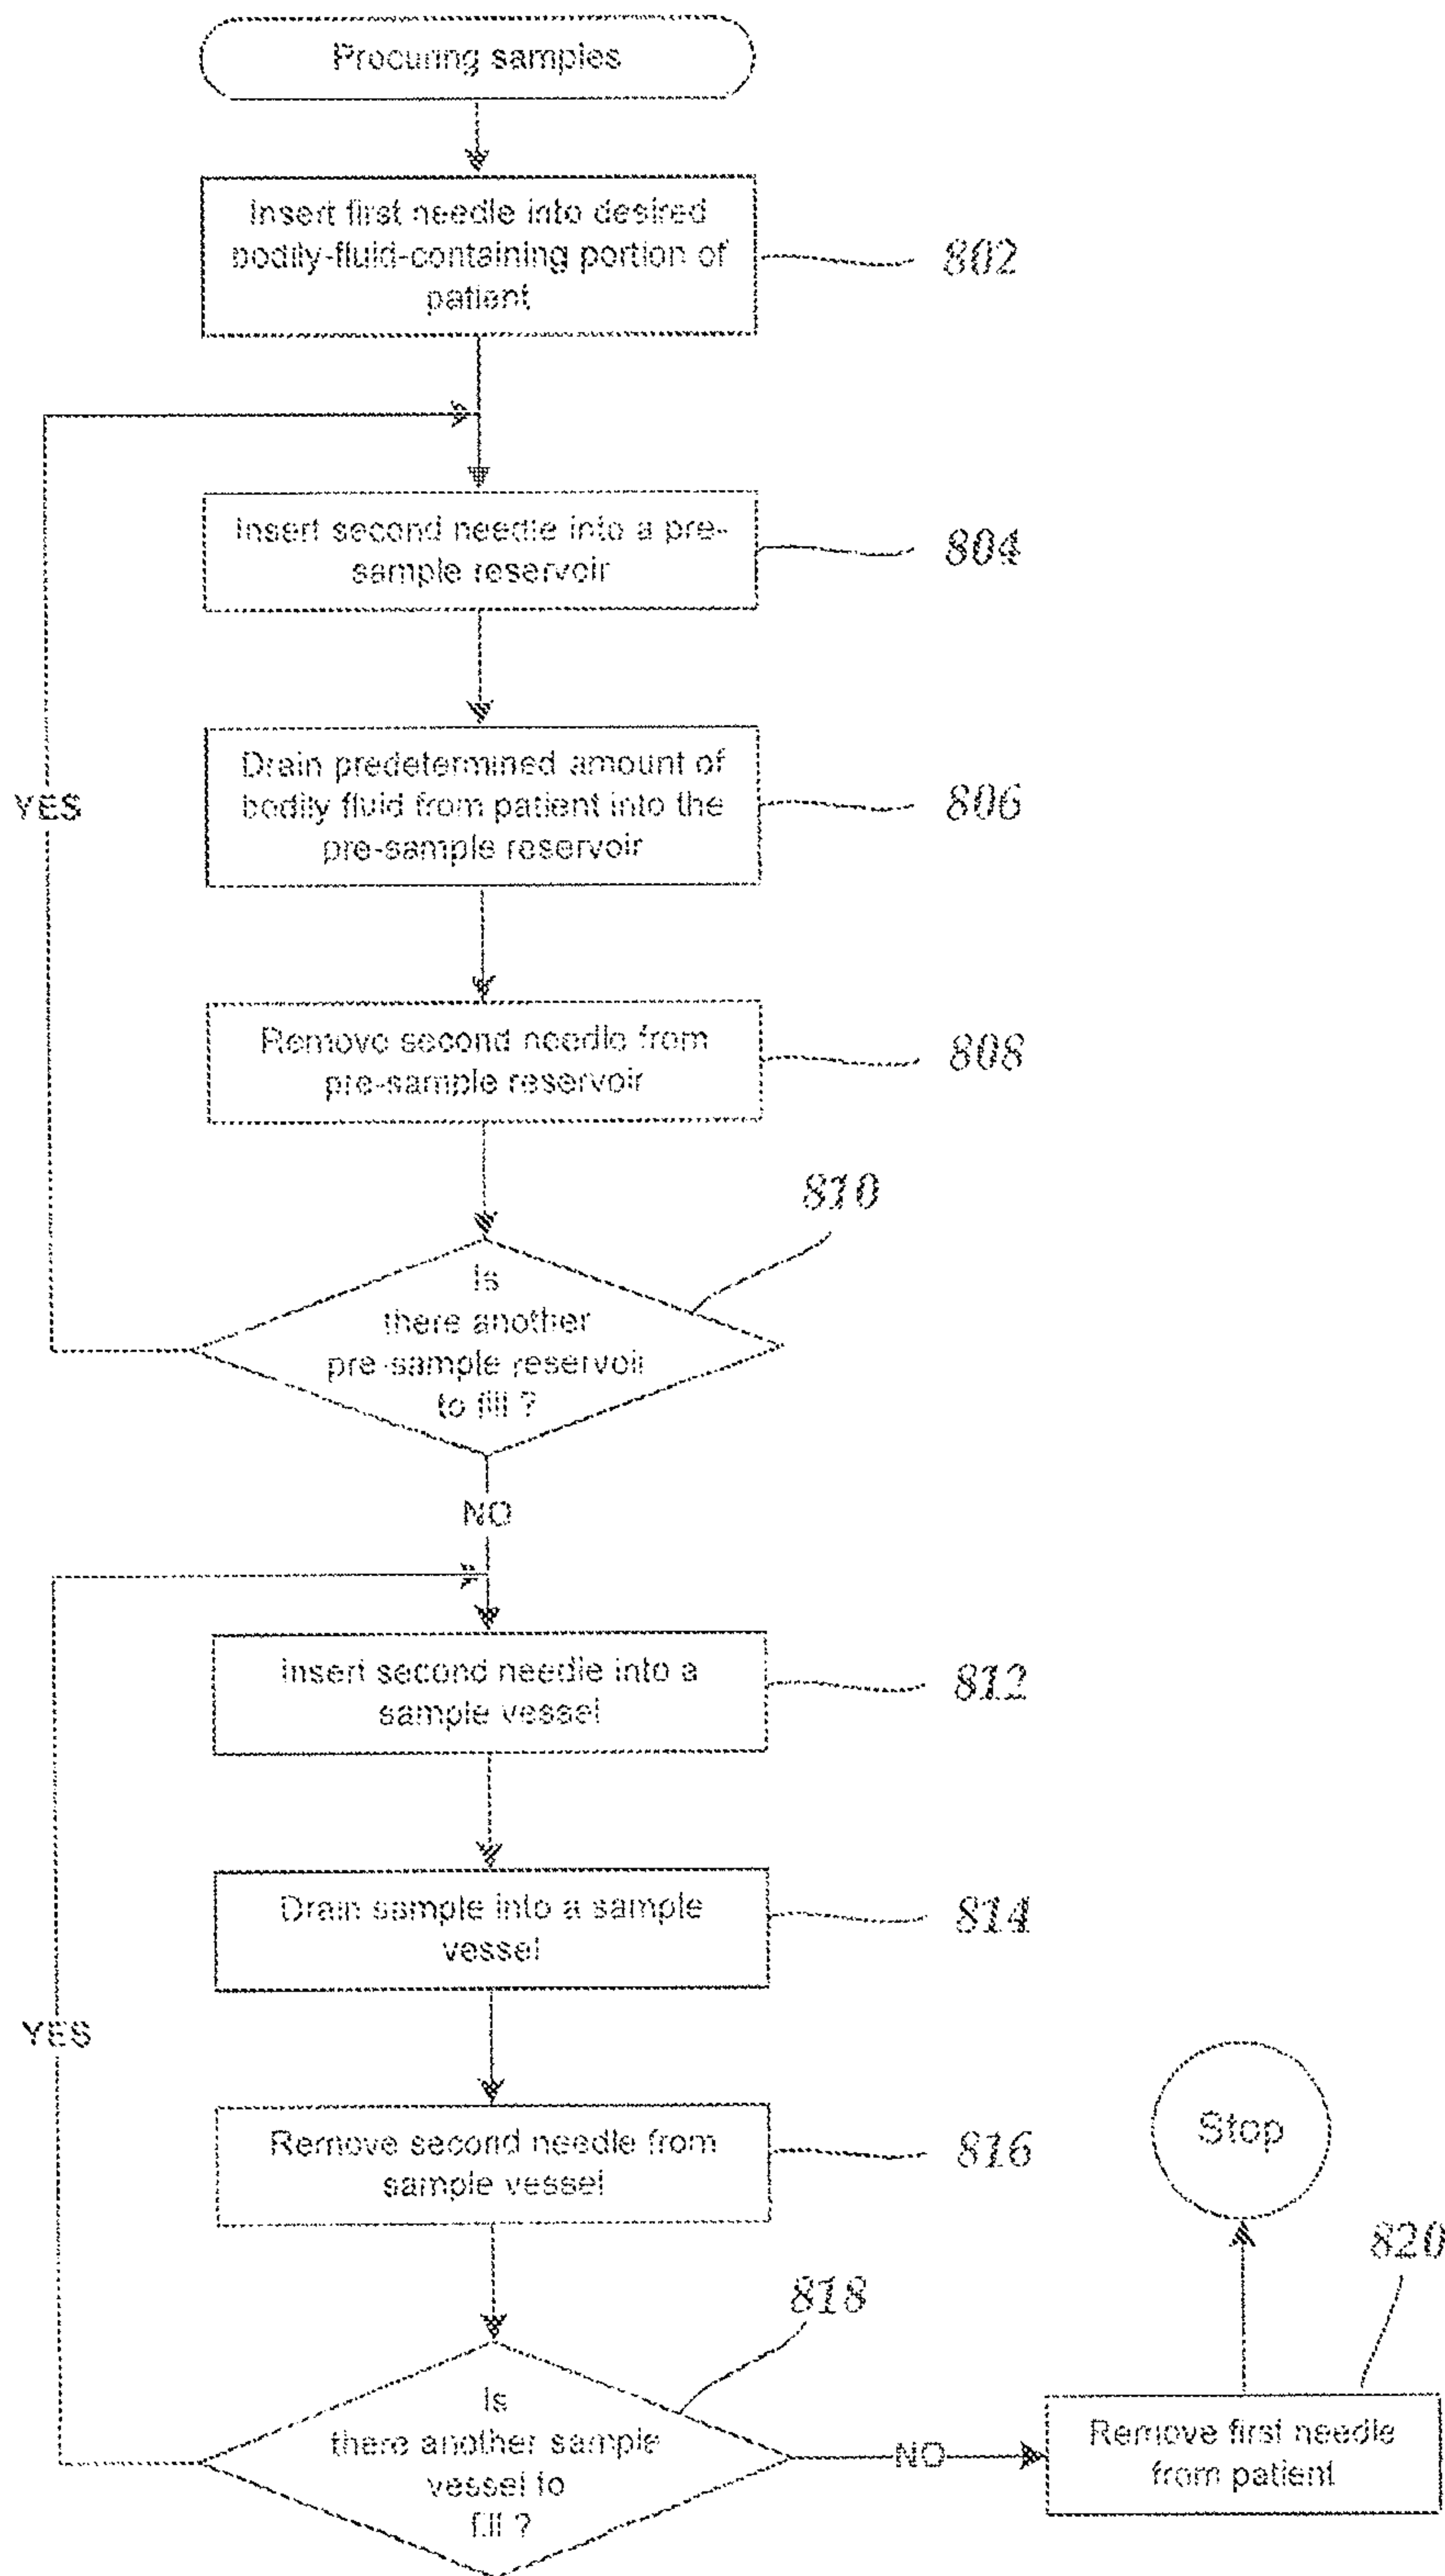 Procuring samples
Insert first needle into desired
bodily-fluid-containing portion of
patient
802
Insert second needle into a pre-
sample reservoir
804
Drain predetermined amount of
bodily fluid from patient into the
pre-sample reservoir
806
YES
Remove second needle from
pre-sample reservoir
808
810
Is
there another
pre-sample reservoir
to fill ?
NO
Insert second needle into a
sample vessel
812
Drain sample into a sample
vessel
814
YES
Remove second needle from
sample vessel
816
Stop
818
820
Is
there another sample
vessel to
fill ?
NO
Remove first needle
from patient